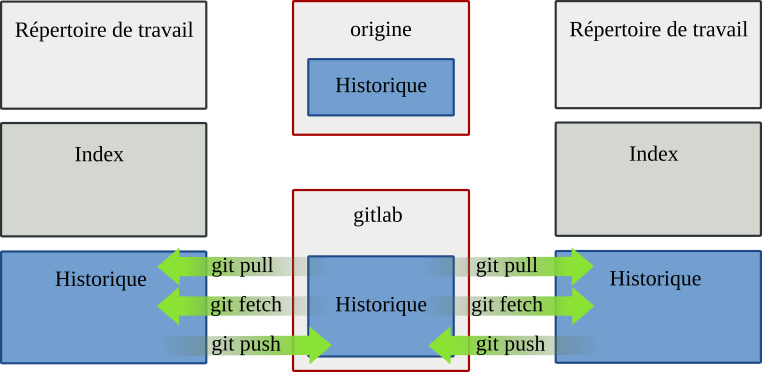 Répertoire de travail
origine
Répertoire de travail
Historique
Index
Index
gitlab
git pull
git pull
Historique
Historique
git fetch
Historique
git fetch
git push
git push